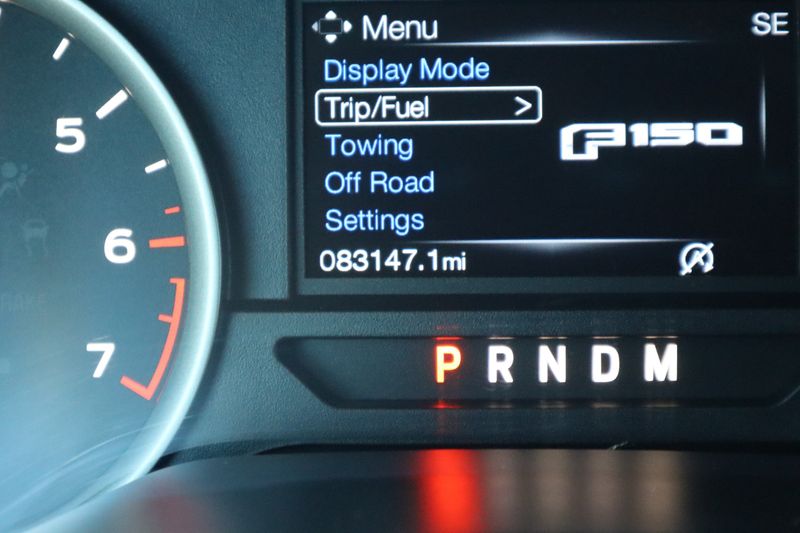 Menu
SE
Display Mode
Trip/Fuel >
F150
Towing
Off Road
Settings
083147.1mi
A
5
6
7
P R N D M